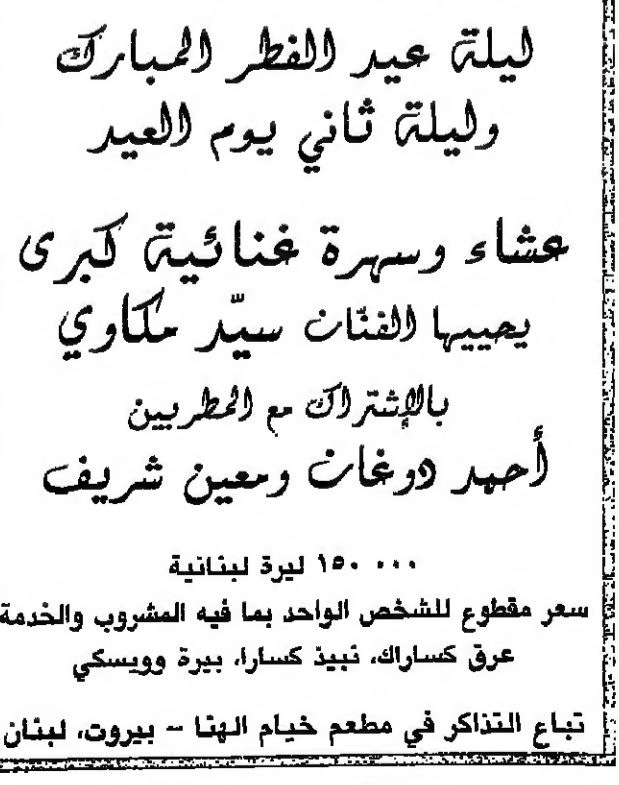 ليلة عيد الفطر المبارك
وليلة ثاني يوم العيد
عشاء وسهرة غنائية كبرى
يحييها الفنّان سيّد مكاوي
بالإشتراك مع المطربين
أحمد دوغان ومعين شريف
١٥٠ ٠٠٠ ليرة لبنانية
سعر مقطوع للشخص الواحد بما فيه المشروب والخدمة
عرق كساراك، نبيذ كسارا، بيرة وويسكي
تباع التذاكر في مطعم خيام الهنا – بيروت، لبنان